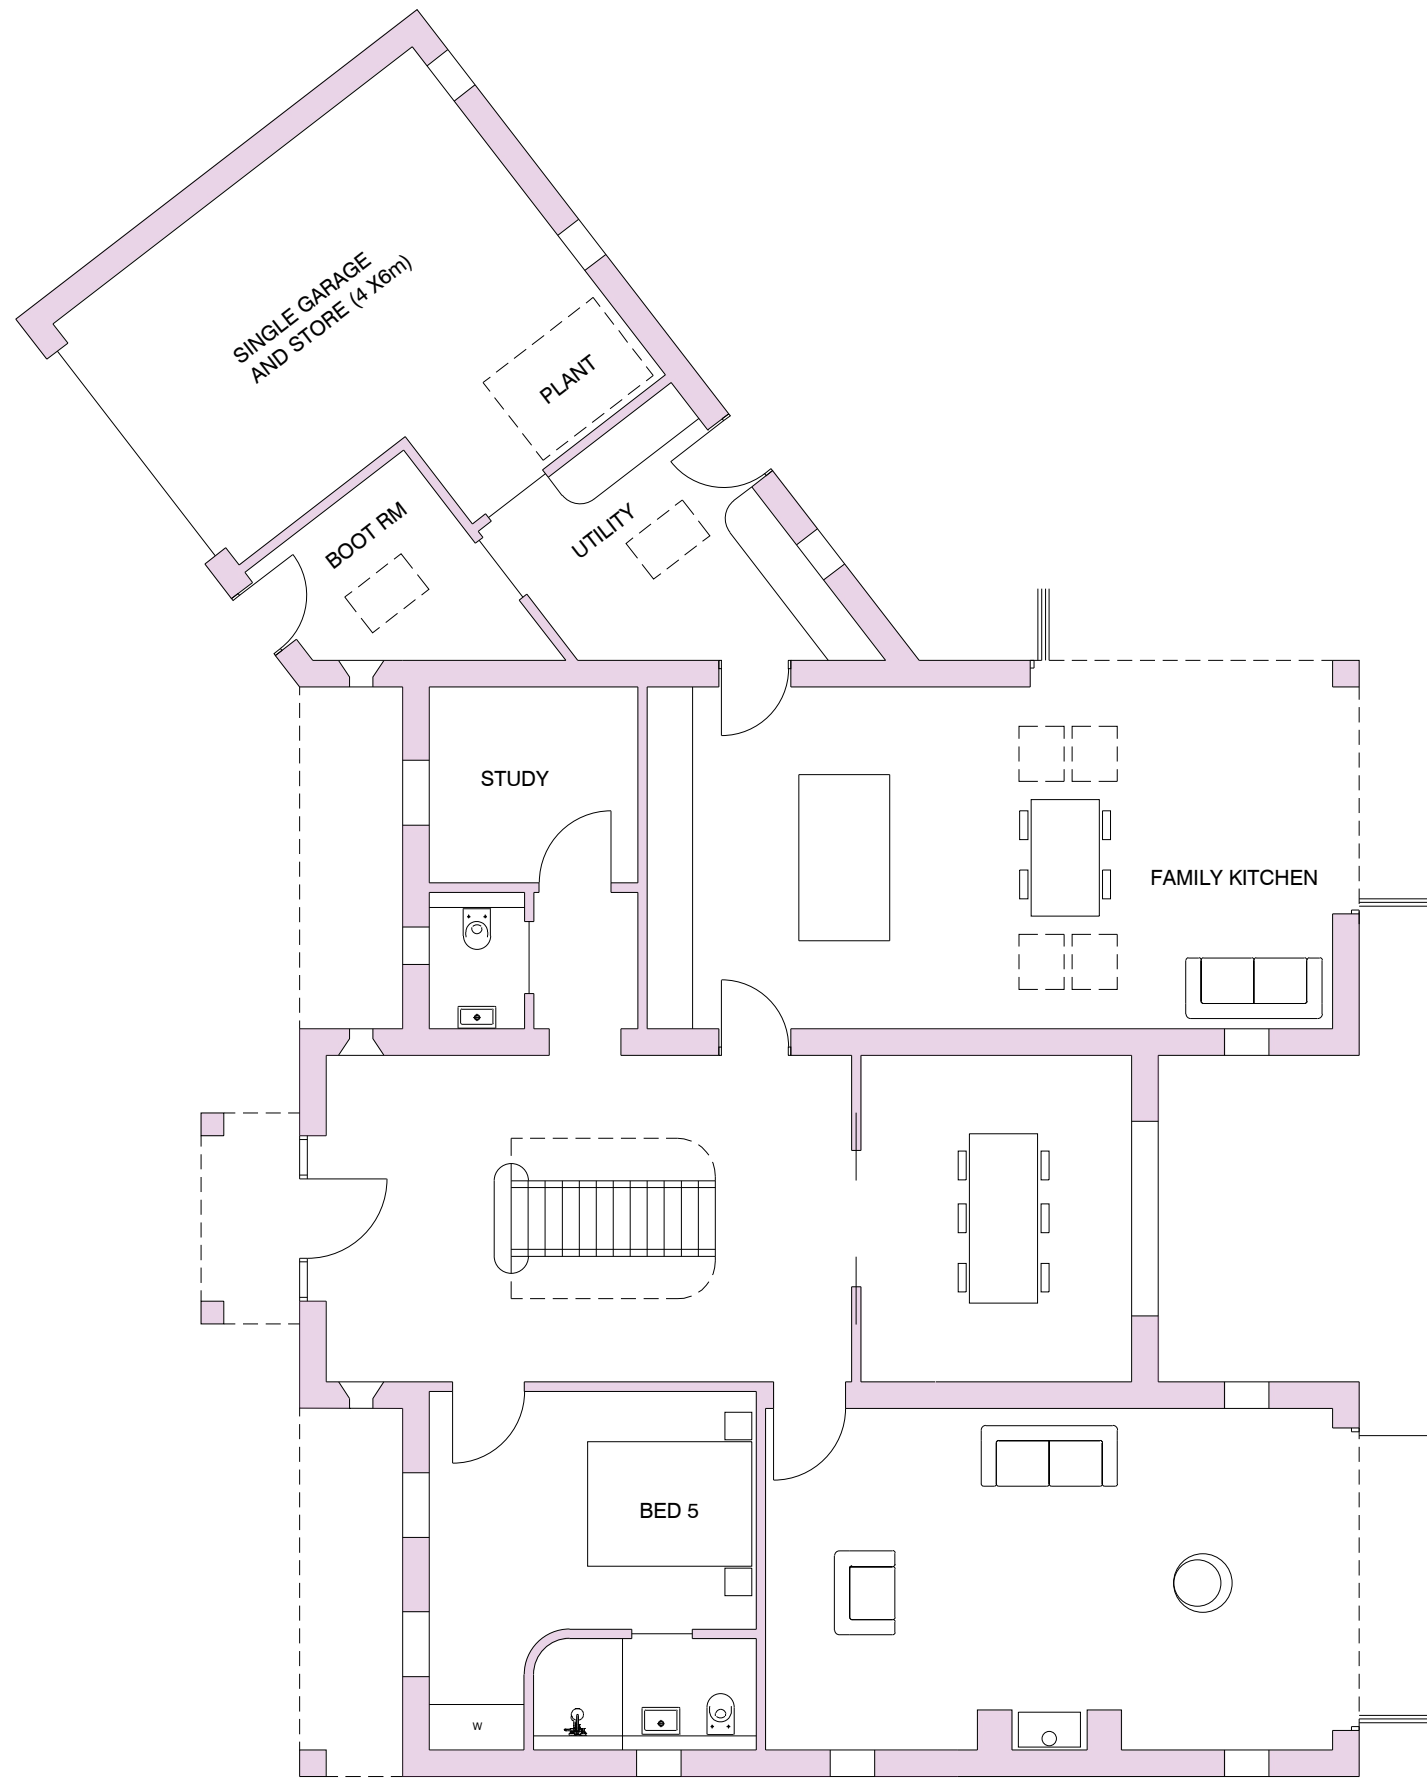 SINGLE GARAGE
AND STORE (4 X6m)
PLANT
BOOT RM
UTILITY
STUDY
FAMILY KITCHEN
BED 5
W